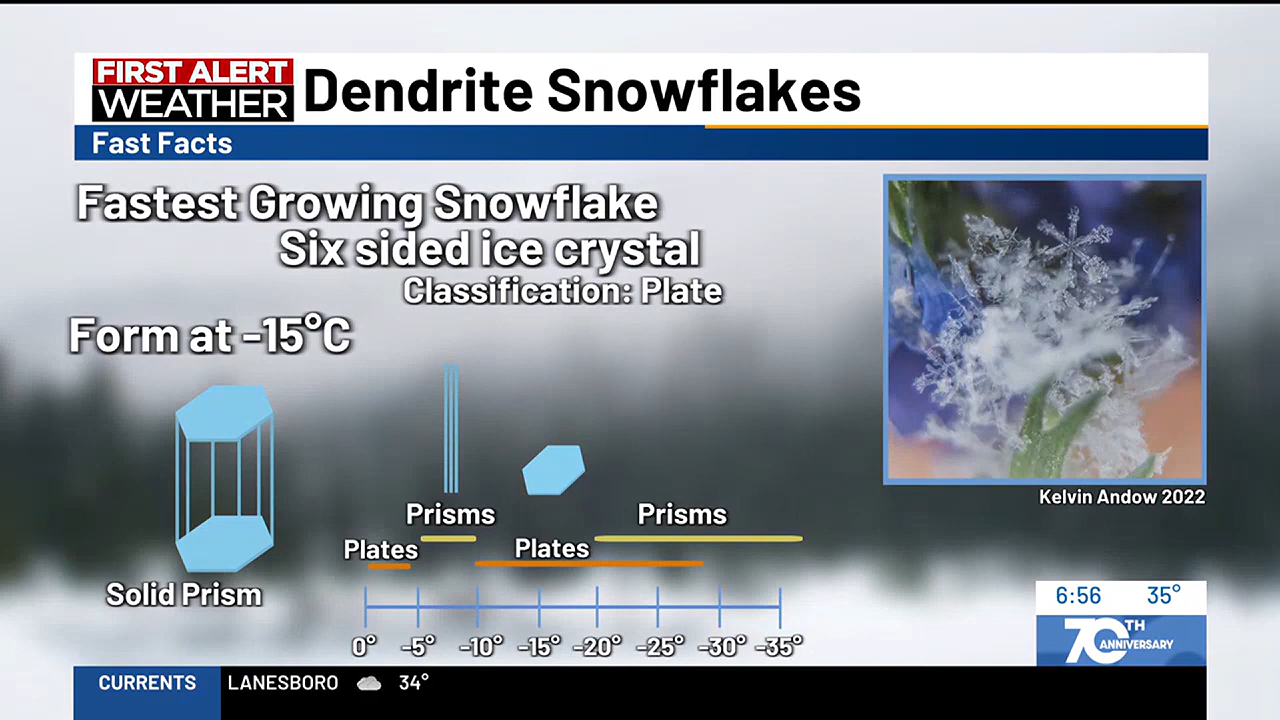 FIRST ALERT
WEATHER
Dendrite Snowflakes
Fast Facts
Fastest Growing Snowflake
Six sided ice crystal
Classification: Plate
Form at -15°C
Kelvin Andow 2022
Prisms
Prisms
Plates
Plates
Solid Prism
0° -5° -10° -15° -20° -25° -30° -35°
6:56 35°
70TH ANNIVERSARY
CURRENTS LANESBORO 34°